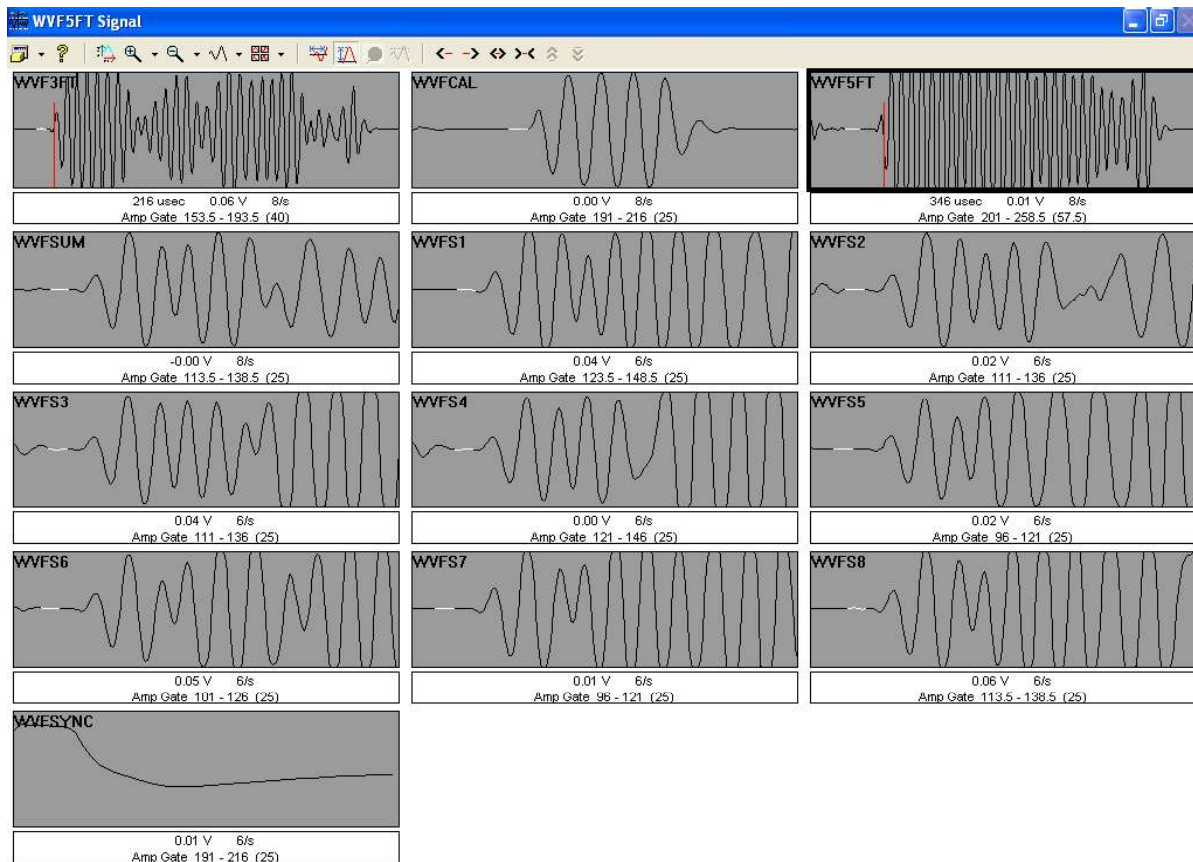 WVF5FT Signal
WVF3FT
216 usec 0.06 V 8/s
Amp Gate 153.5 - 193.5 (40)
WVFCAL
0.00 V 8/s
Amp Gate 191 - 216 (25)
WVF5FT
346 usec 0.01 V 8/s
Amp Gate 201 - 258.5 (57.5)
WVFSUM
-0.00 V 8/s
Amp Gate 113.5 - 138.5 (25)
WVFS1
0.04 V 6/s
Amp Gate 123.5 - 148.5 (25)
WVFS2
0.02 V 6/s
Amp Gate 111 - 136 (25)
WVFS3
0.04 V 6/s
Amp Gate 111 - 136 (25)
WVFS4
0.00 V 6/s
Amp Gate 121 - 146 (25)
WVFS5
0.02 V 6/s
Amp Gate 96 - 121 (25)
WVFS6
0.05 V 6/s
Amp Gate 101 - 126 (25)
WVFS7
0.01 V 6/s
Amp Gate 96 - 121 (25)
WVFS8
0.06 V 6/s
Amp Gate 113.5 - 138.5 (25)
WVFSYNC
0.01 V 6/s
Amp Gate 191 - 216 (25)